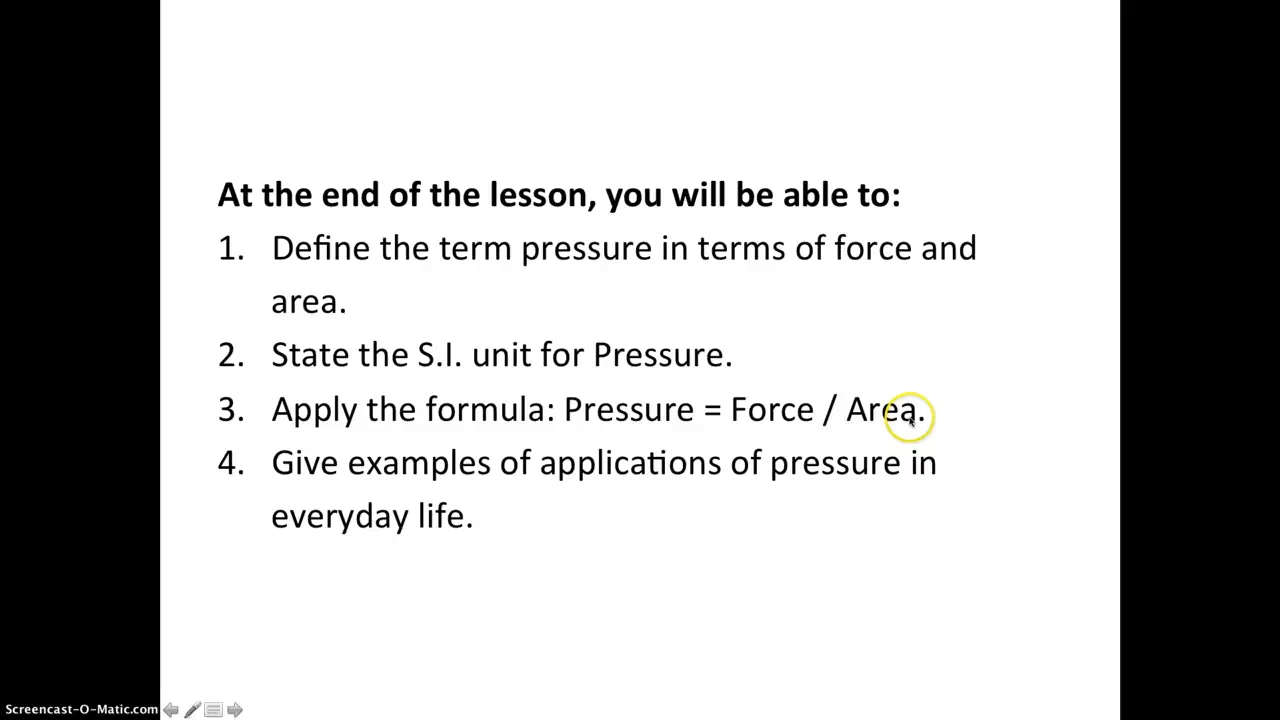 At the end of the lesson, you will be able to:
1. Define the term pressure in terms of force and
area.
2. State the S.I. unit for Pressure.
3. Apply the formula: Pressure = Force / Area.
4. Give examples of applications of pressure in
everyday life.
Screencast-O-Matic.com